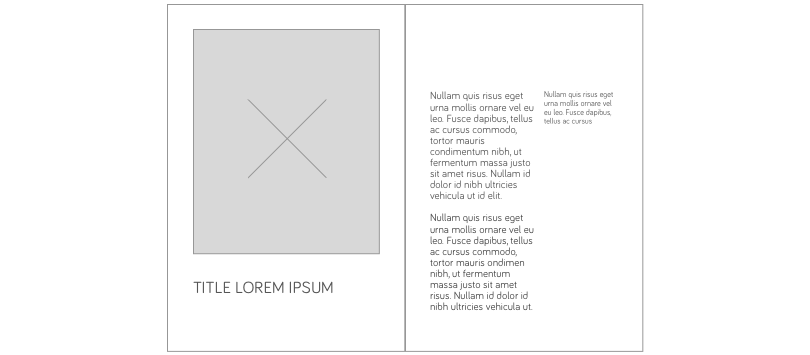 TITLE LOREM IPSUM
Nullam quis risus eget
urna mollis ornare vel eu
leo. Fusce dapibus, tellus
ac cursus commodo,
tortor mauris
condimentum nibh, ut
fermentum massa justo
sit amet risus. Nullam id
dolor id nibh ultricies
vehicula ut id elit.
Nullam quis risus eget
urna mollis ornare vel eu
leo. Fusce dapibus, tellus
ac cursus commodo,
tortor mauris ondimen
nibh, ut fermentum
massa justo sit amet
risus. Nullam id dolor id
nibh ultricies vehicula ut.
Nullam quis risus eget
urna mollis ornare vel
eu leo. Fusce dapibus,
tellus ac cursus